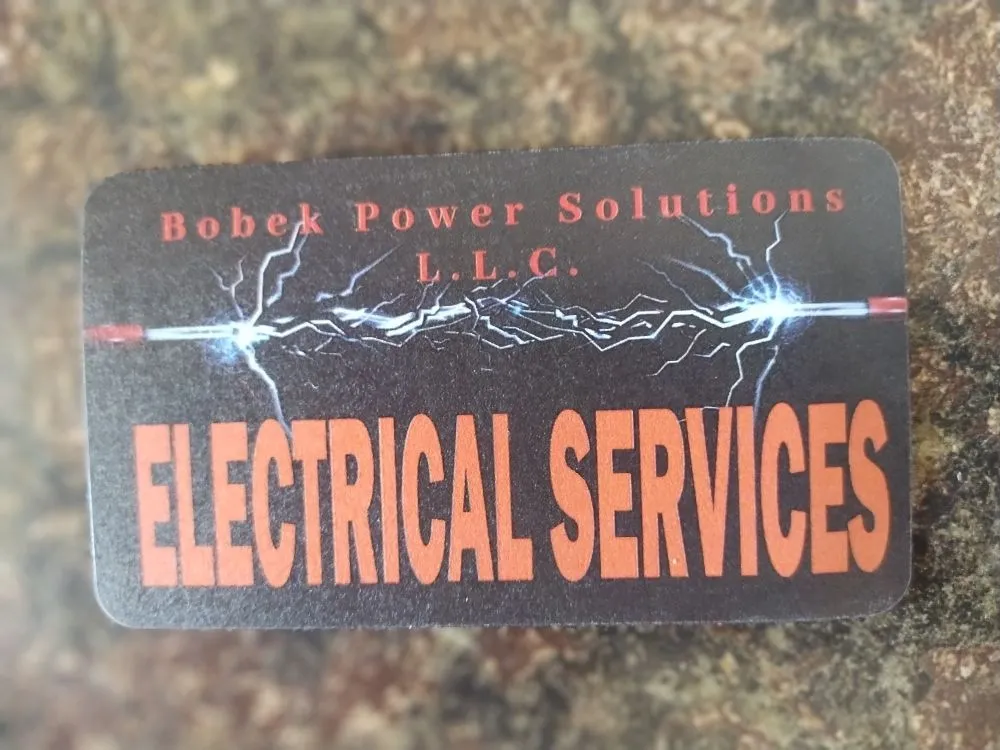 Bobek Power Solutions
L.L.C.
ELECTRICAL SERVICES